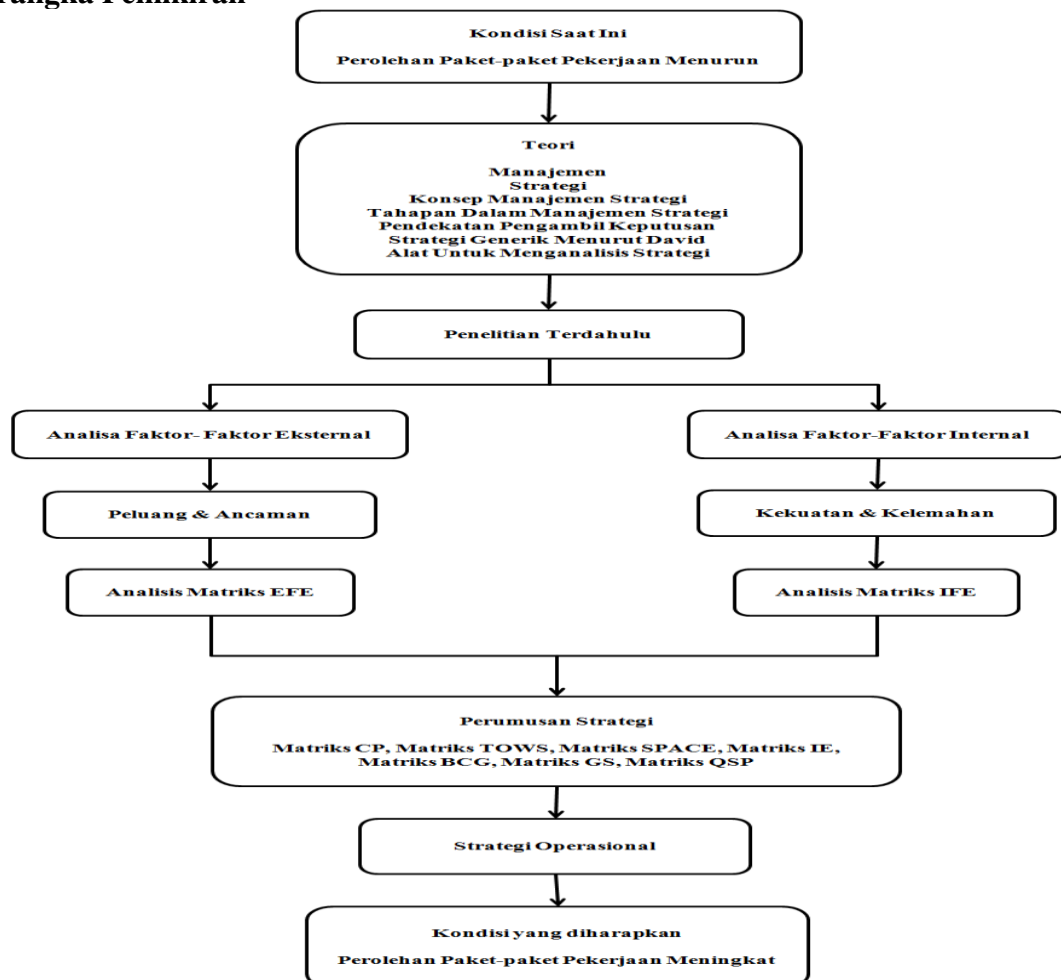 Kerangka Pemikiran
Kondisi Saat Ini
Perolehan Paket-paket Pekerjaan Menurun
Teori
Manajemen
Strategi
Konsep Manajemen Strategi
Tahapan Dalam Manajemen Strategi
Pendekatan Pengambil Keputusan
Strategi Generik Menurut David
Alat Untuk Menganalisis Strategi
Penelitian Terdahulu
Analisa Faktor- Faktor Eksternal
Analisa Faktor-Faktor Internal
Peluang & Ancaman
Kekuatan & Kelemahan
Analisis Matriks EFE
Analisis Matriks IFE
Perumusan Strategi
Matriks CP, Matriks TOWS, Matriks SPACE, Matriks IE,
Matriks BCG, Matriks GS, Matriks QSP
Strategi Operasional
Kondisi yang diharapkan
Perolehan Paket-paket Pekerjaan Meningkat